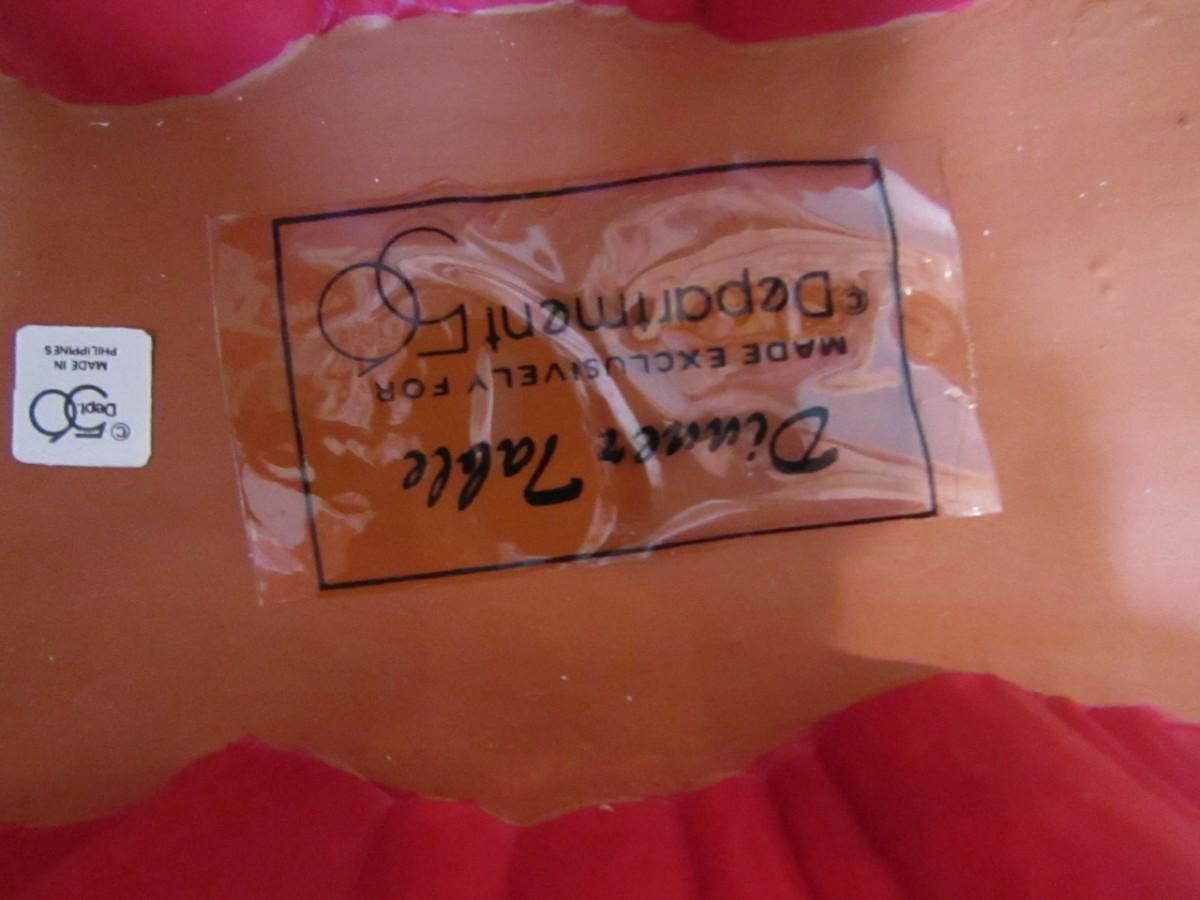 Dinner Table
MADE EXCLUSIVELY FOR
©Department 56
©
Dept. 56
MADE IN
PHILIPPINES